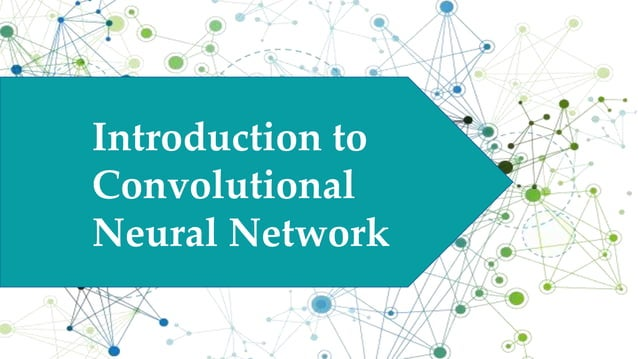 Introduction to
Convolutional
Neural Network